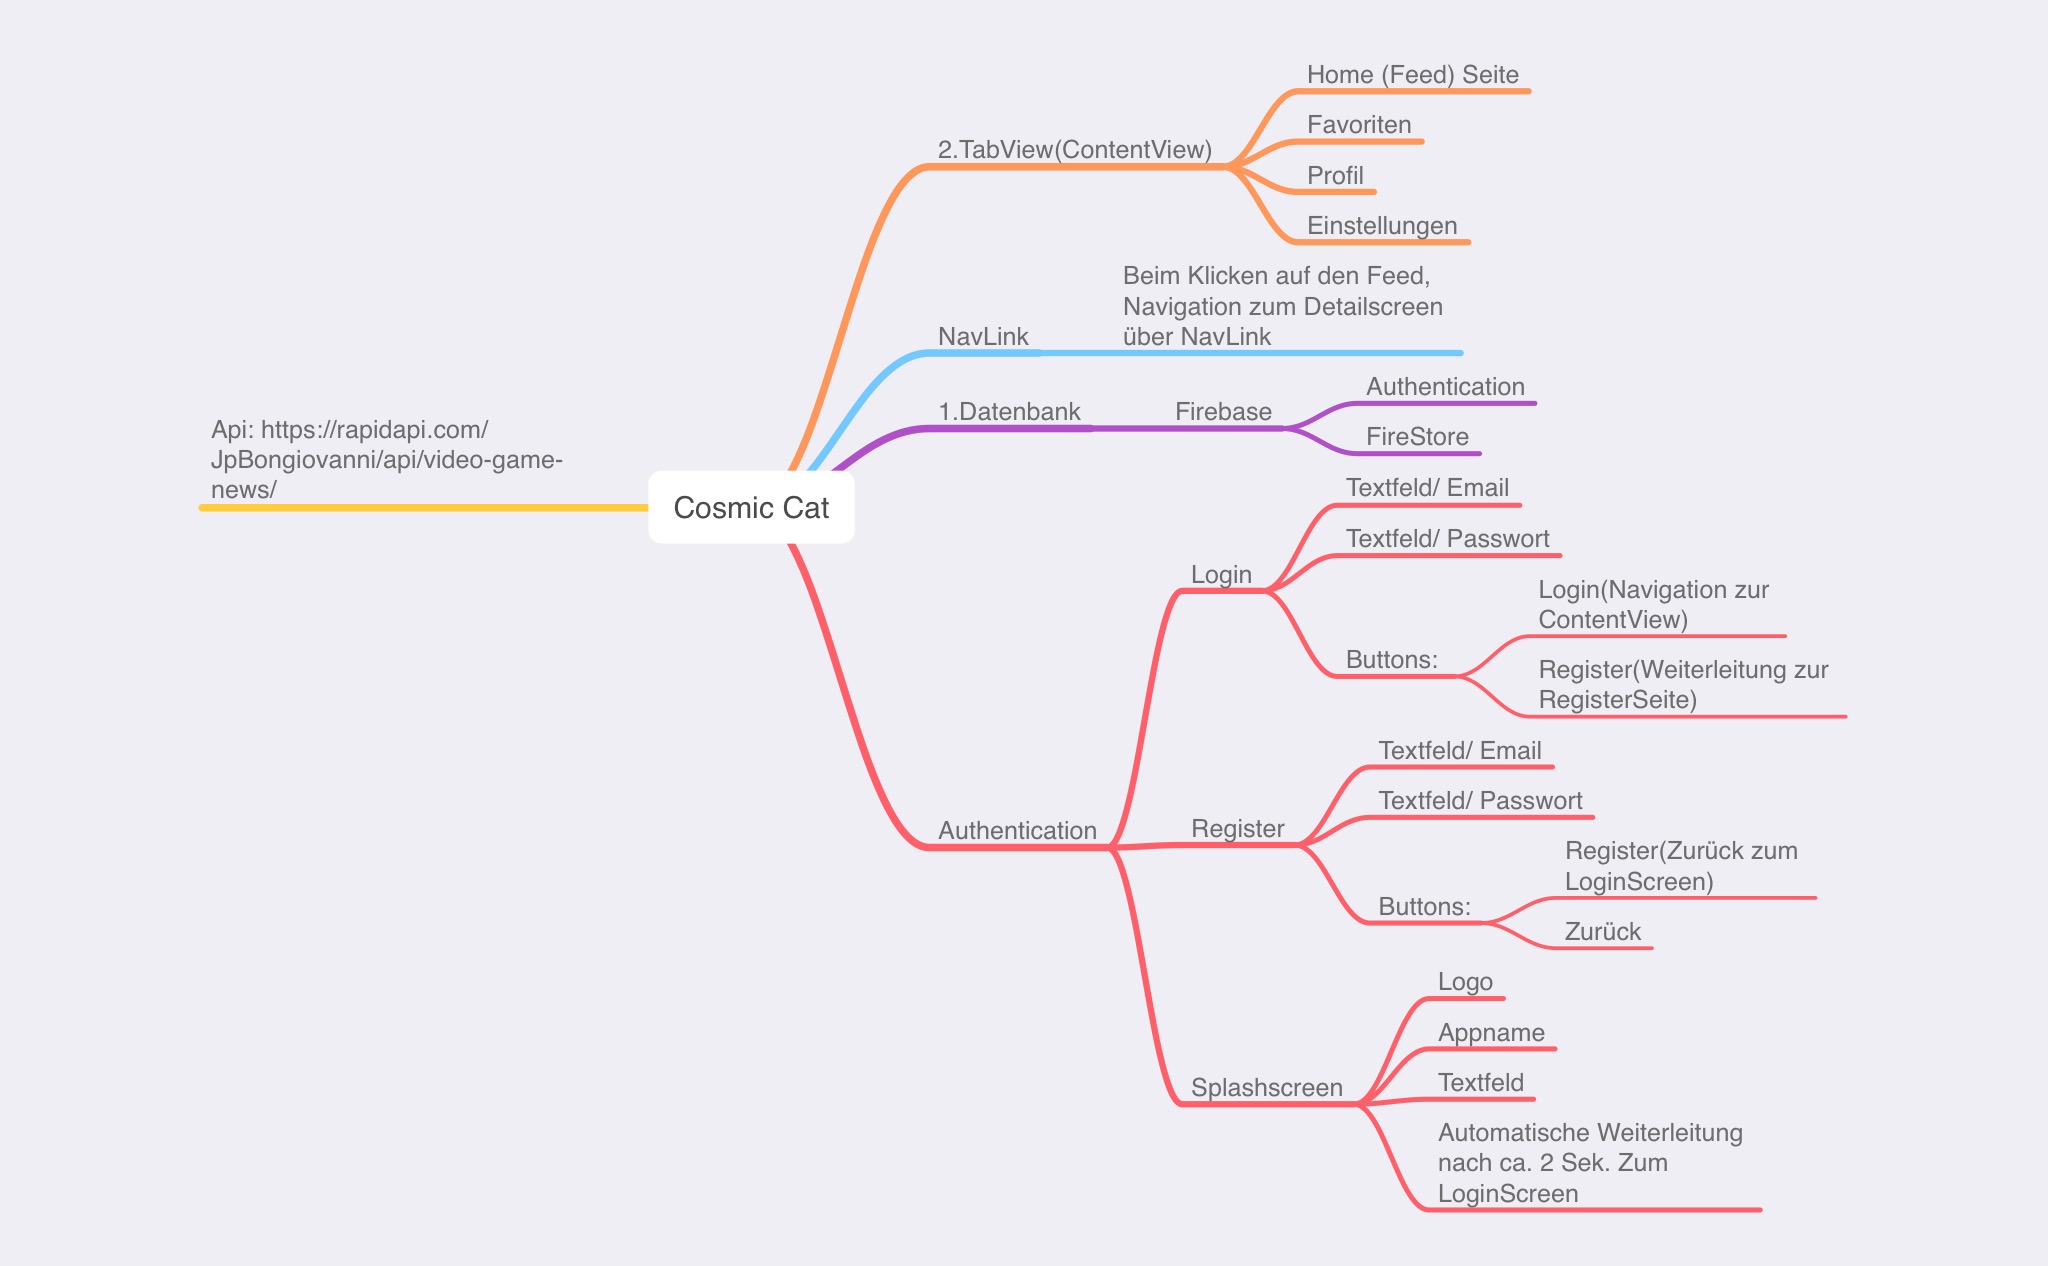 Home (Feed) Seite
Favoriten
2.TabView(ContentView)
Profil
Einstellungen
Beim Klicken auf den Feed,
Navigation zum Detailscreen
über NavLink
NavLink
Authentication
1.Datenbank
Firebase
FireStore
Api: https://rapidapi.com/
JpBongiovanni/api/video-game-
news/
Cosmic Cat
Textfeld/ Email
Textfeld/ Passwort
Login
Login(Navigation zur
ContentView)
Buttons:
Register(Weiterleitung zur
RegisterSeite)
Textfeld/ Email
Textfeld/ Passwort
Authentication
Register
Register(Zurück zum
LoginScreen)
Buttons:
Zurück
Logo
Appname
Textfeld
Splashscreen
Automatische Weiterleitung
nach ca. 2 Sek. Zum
LoginScreen